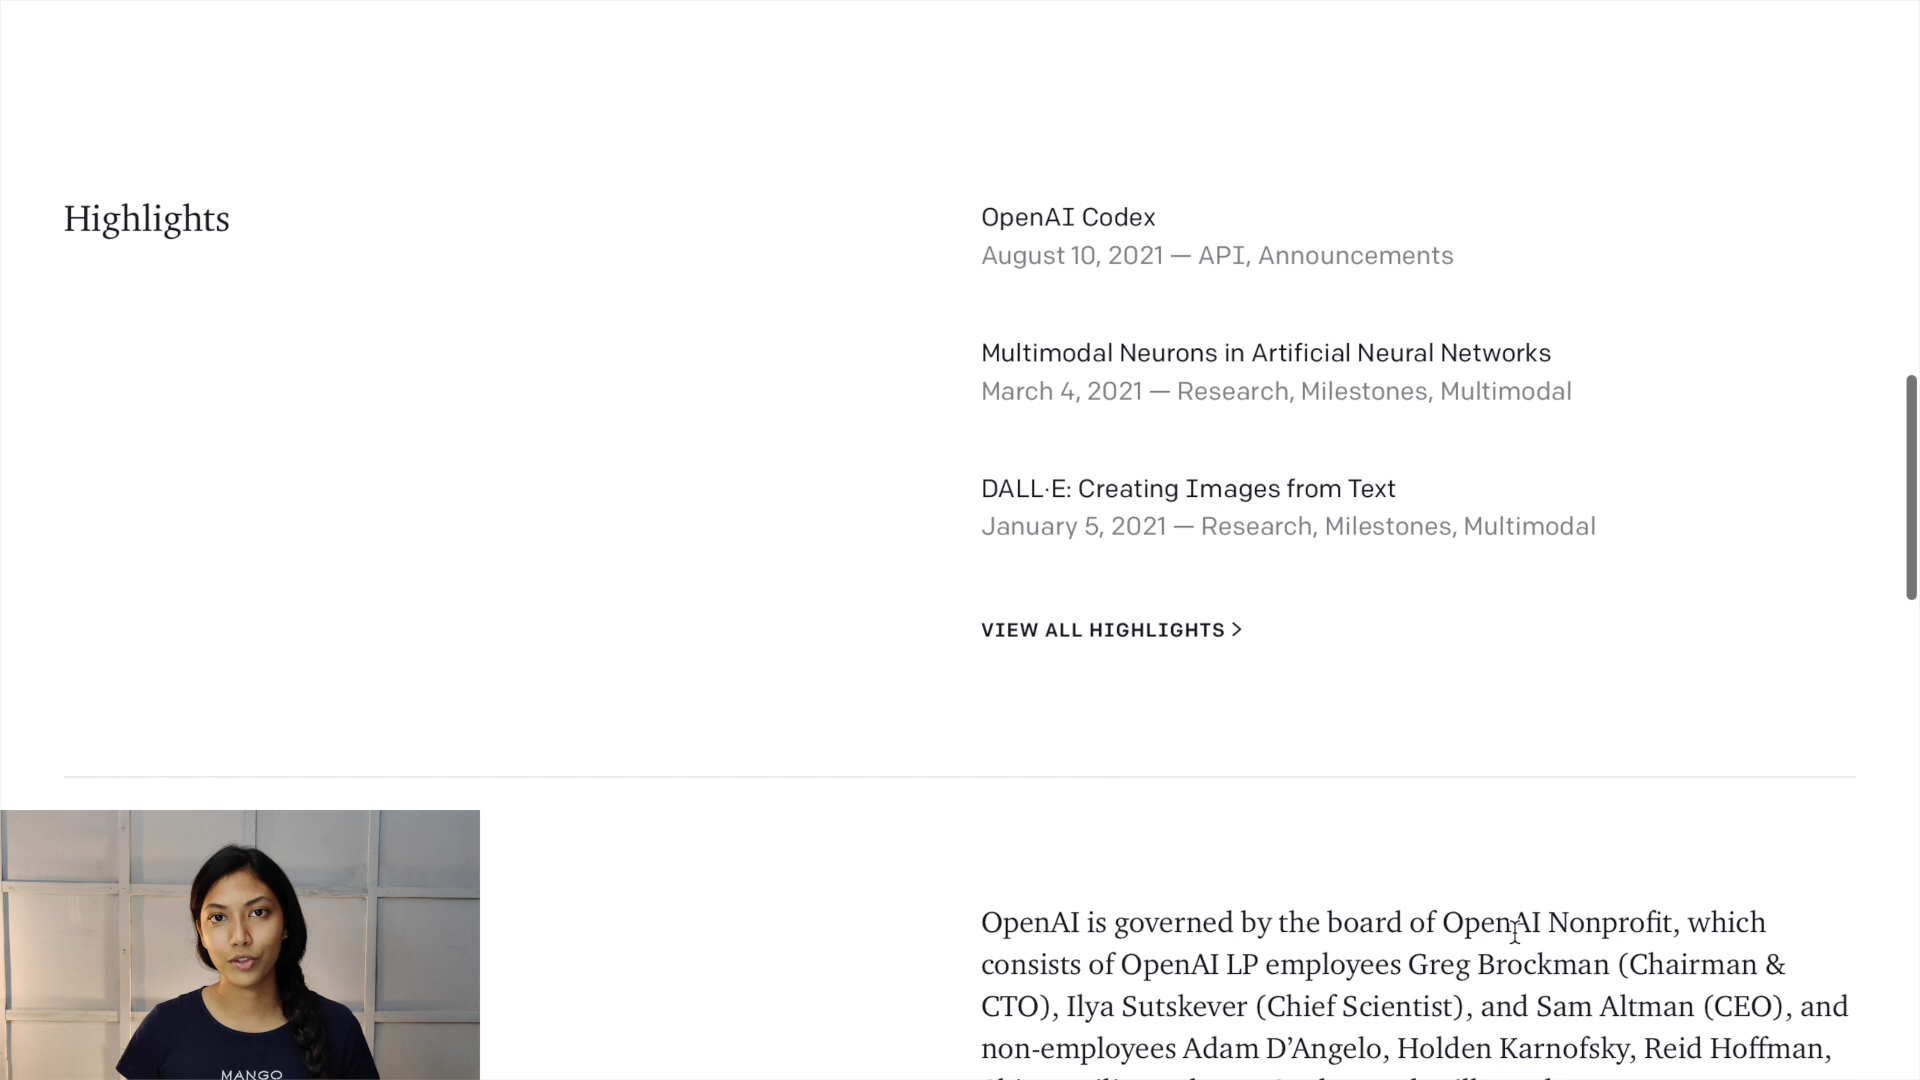 Highlights
OpenAI Codex
August 10, 2021 — API, Announcements
Multimodal Neurons in Artificial Neural Networks
March 4, 2021 — Research, Milestones, Multimodal
DALL·E: Creating Images from Text
January 5, 2021 — Research, Milestones, Multimodal
VIEW ALL HIGHLIGHTS >
OpenAI is governed by the board of OpenAI Nonprofit, which
consists of OpenAI LP employees Greg Brockman (Chairman &
CTO), Ilya Sutskever (Chief Scientist), and Sam Altman (CEO), and
non-employees Adam D’Angelo, Holden Karnofsky, Reid Hoffman,
MANGO